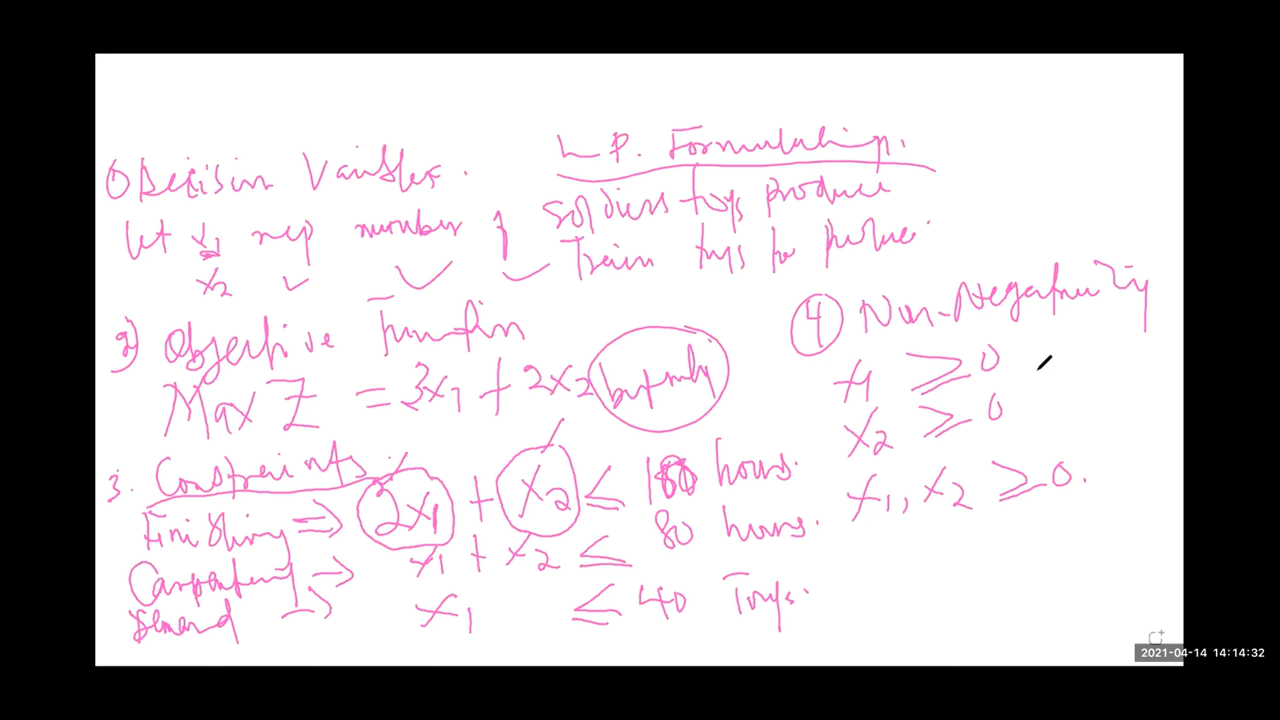 L.P. Formulation.
① Decision Variables.
let x₁ rep number of soldiers toys produce
x₂ ✓ ✓ ✓ Train toys to produce.
2) Objective Function
Max Z = 3x₁ + 2x₂
3. Constraints
Finishing ⇒ 2x₁ + x₂ ≤ 100 hours.
Carpentery → x₁ + x₂ ≤ 80 hours.
Demand → x₁ ≤ 40 Toys.
④ Non-Negativity
x₁ ≥ 0
x₂ ≥ 0
x₁, x₂ ≥ 0.
2021-04-14 14:14:32